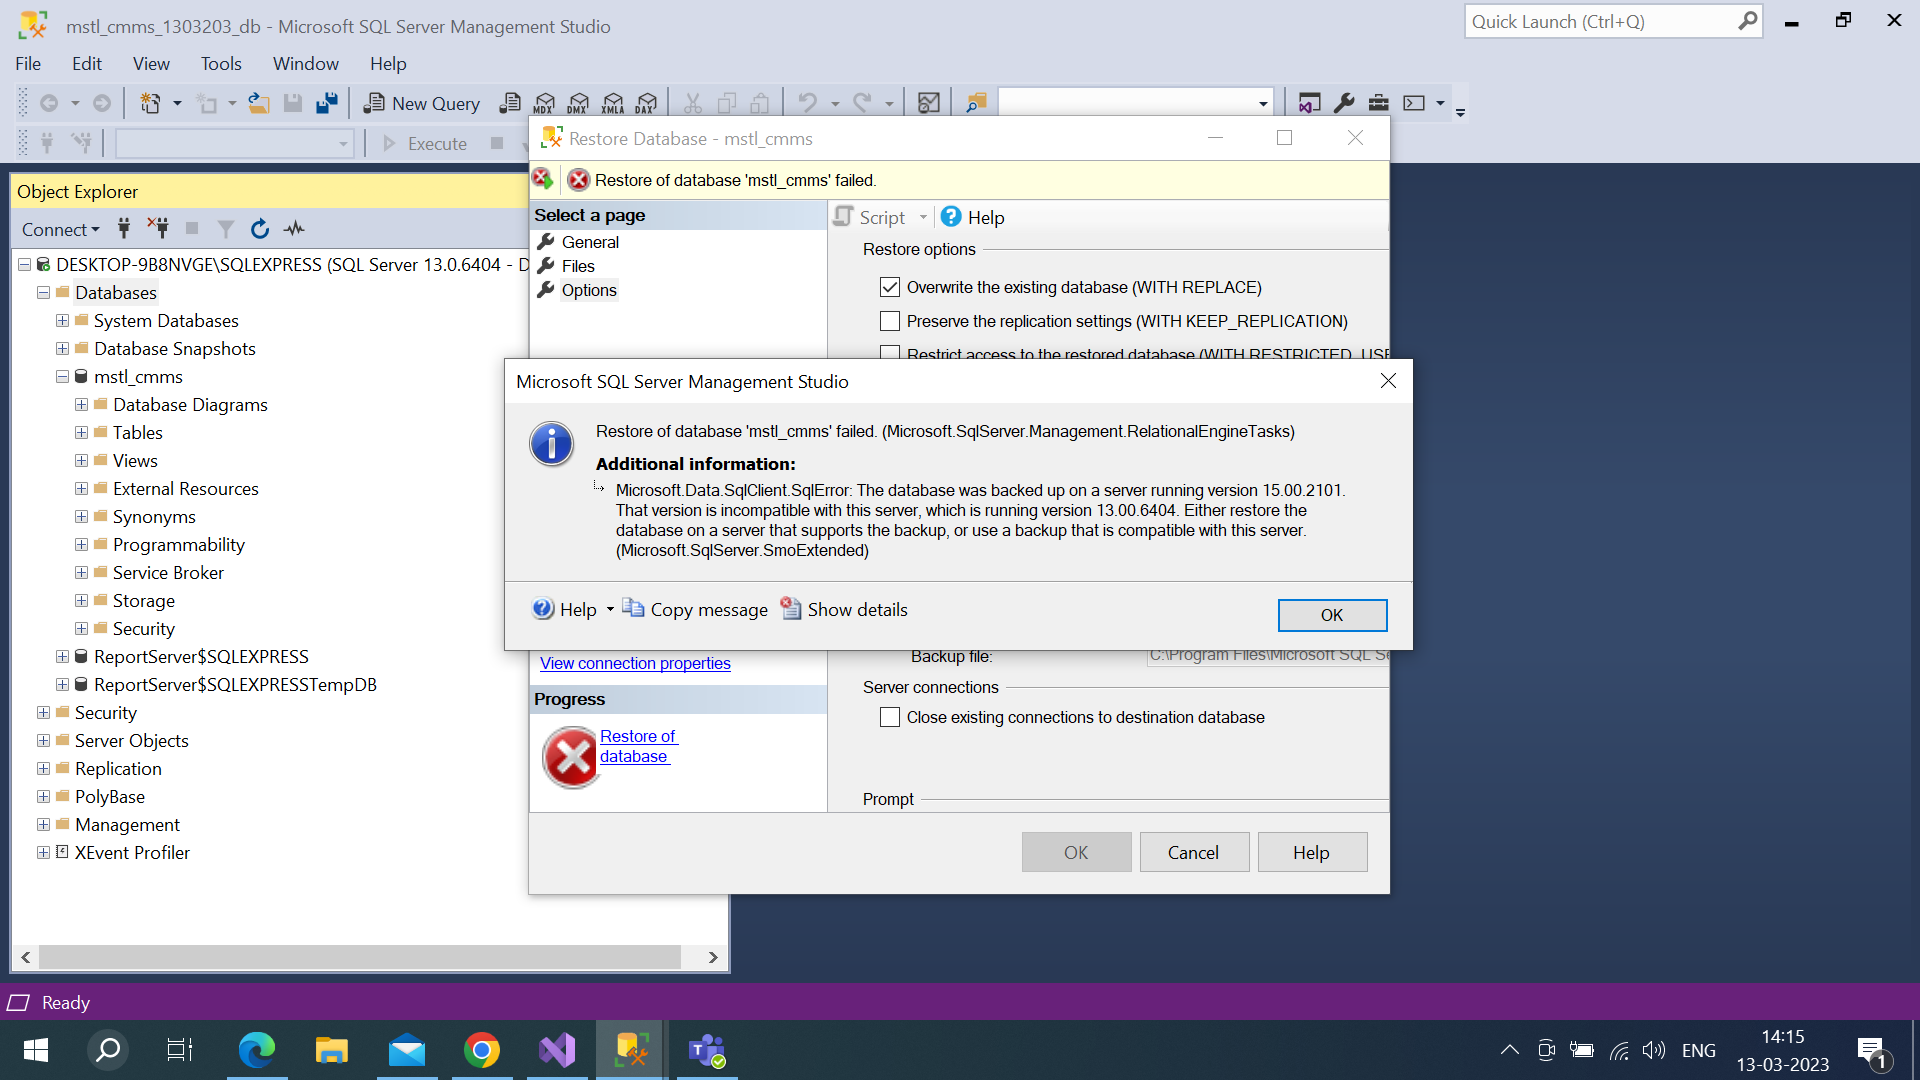 mstl_cmms_1303203_db - Microsoft SQL Server Management Studio
Quick Launch (Ctrl+Q)
File Edit View Tools Window Help
New Query MDX DMX XMLA DAX
Execute
Restore Database - mstl_cmms
Restore of database 'mstl_cmms' failed.
Object Explorer
Connect
DESKTOP-9B8NVGE\SQLEXPRESS (SQL Server 13.0.6404 - D
Databases
System Databases
Database Snapshots
mstl_cmms
Database Diagrams
Tables
Views
External Resources
Synonyms
Programmability
Service Broker
Storage
Security
ReportServer$SQLEXPRESS
ReportServer$SQLEXPRESSTempDB
Security
Server Objects
Replication
PolyBase
Management
XEvent Profiler
Select a page
General
Files
Options
Script Help
Restore options
Overwrite the existing database (WITH REPLACE)
Preserve the replication settings (WITH KEEP_REPLICATION)
Restrict access to the restored database (WITH RESTRICTED_USE
Microsoft SQL Server Management Studio
Restore of database 'mstl_cmms' failed. (Microsoft.SqlServer.Management.RelationalEngineTasks)
Additional information:
Microsoft.Data.SqlClient.SqlError: The database was backed up on a server running version 15.00.2101.
That version is incompatible with this server, which is running version 13.00.6404. Either restore the
database on a server that supports the backup, or use a backup that is compatible with this server.
(Microsoft.SqlServer.SmoExtended)
Help Copy message Show details
OK
View connection properties
Backup file: C:\Program Files\Microsoft SQL Se
Server connections
Close existing connections to destination database
Progress
Restore of
database
Prompt
OK Cancel Help
Ready
ENG
14:15
13-03-2023
1